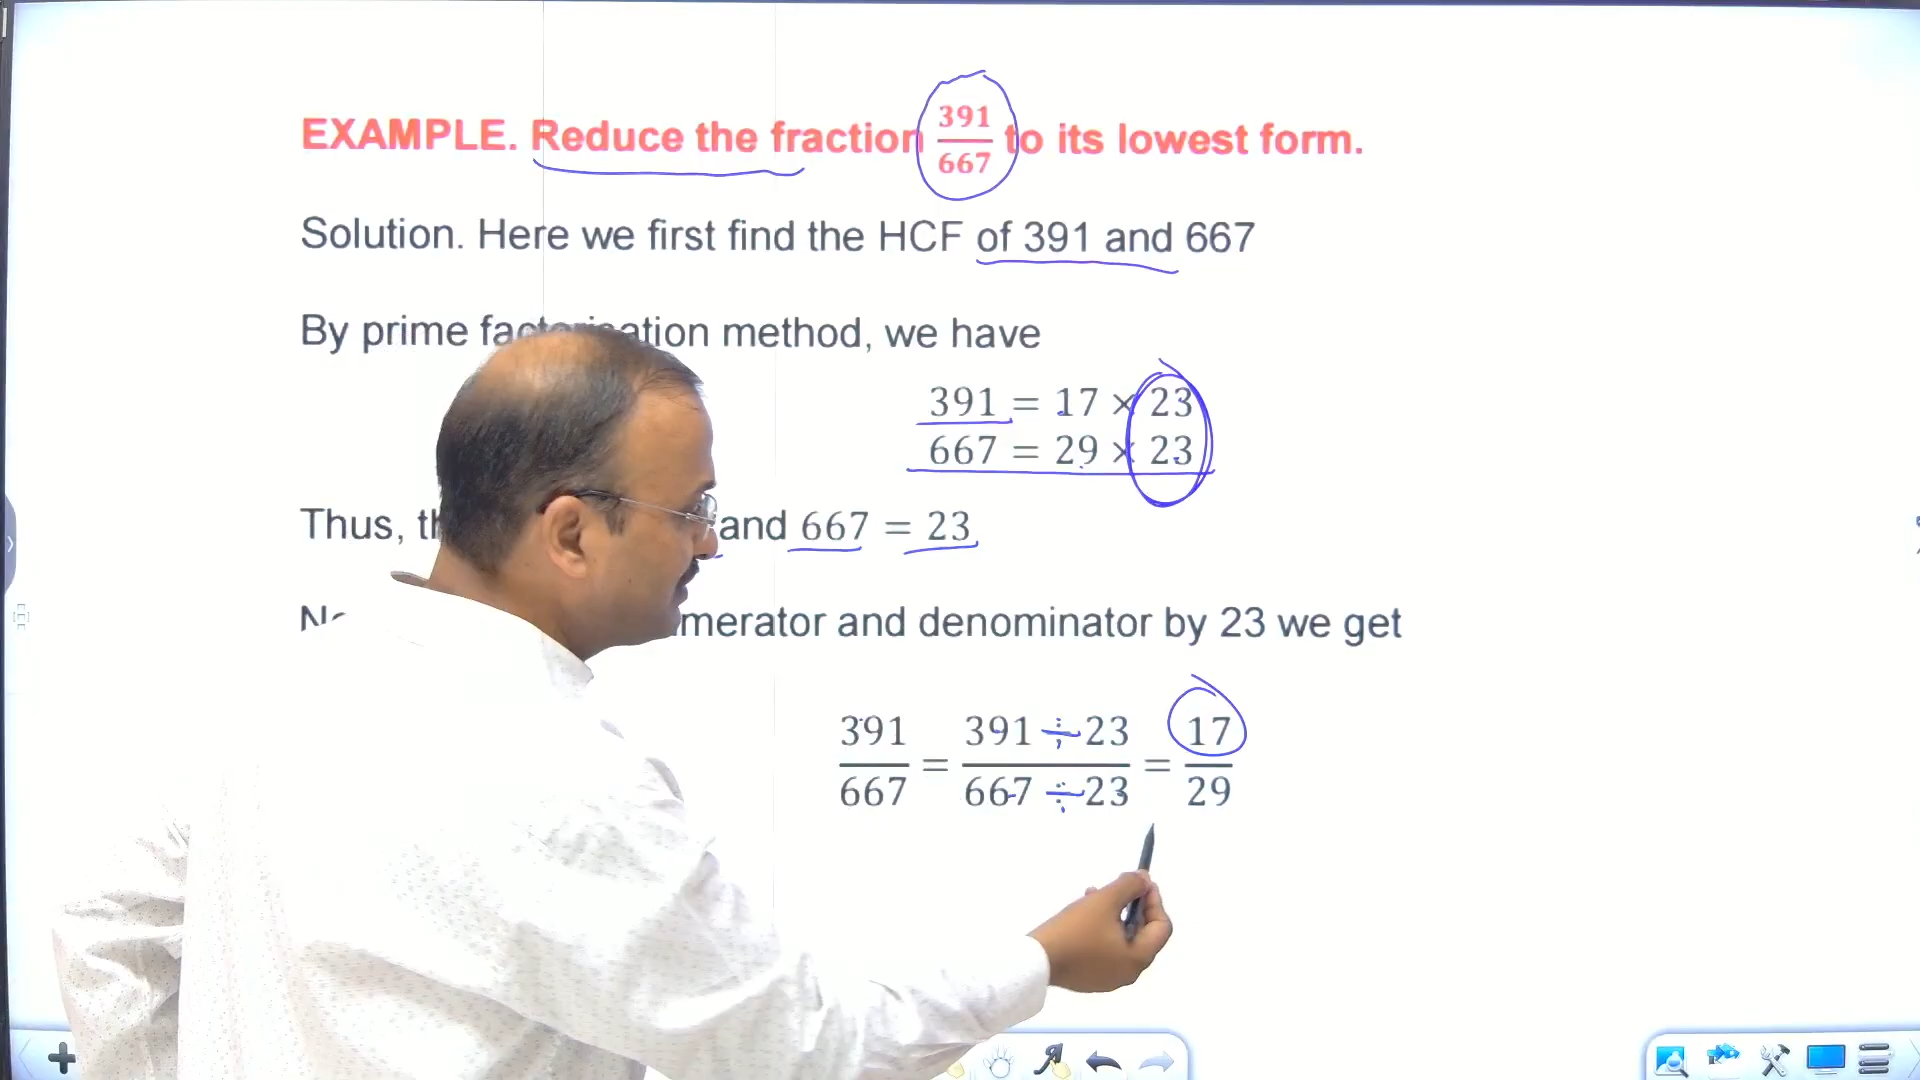 EXAMPLE. Reduce the fraction 391/667 to its lowest form.
Solution. Here we first find the HCF of 391 and 667
By prime ation method, we have
391 = 17 × 23
667 = 29 × 23
Thus, and 667 = 23
merator and denominator by 23 we get
391/667 = 391 ÷ 23/667 ÷ 23 = 17/29